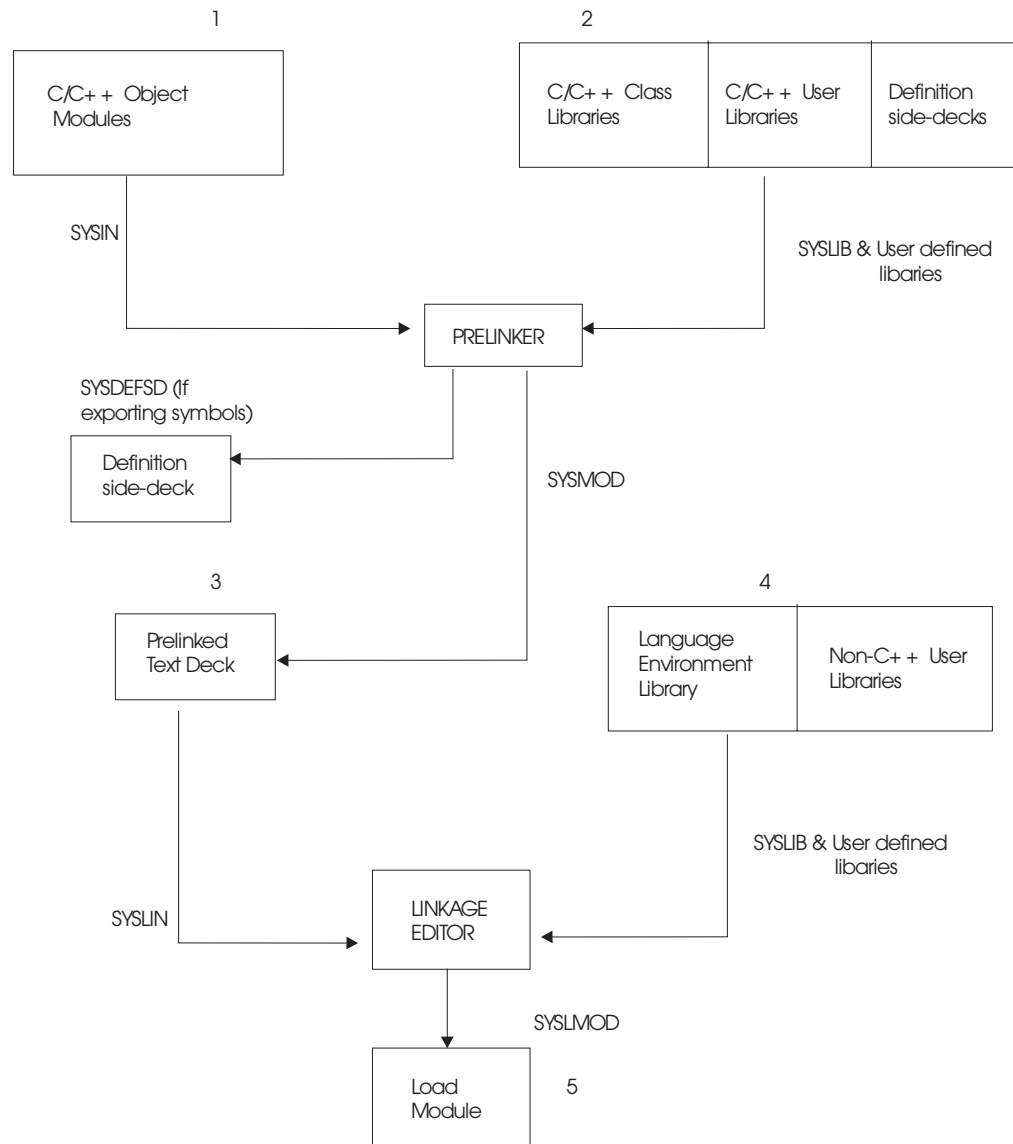 1
2
C/C++ Object
Modules
C/C++ Class
Libraries
C/C++ User
Libraries
Definition
side-decks
SYSIN
SYSLIB & User defined
libaries
PRELINKER
SYSDEFSD (If
exporting symbols)
Definition
side-deck
SYSMOD
3
4
Prelinked
Text Deck
Language
Environment
Library
Non-C++ User
Libraries
SYSLIB & User defined
libaries
SYSLIN
LINKAGE
EDITOR
SYSLMOD
Load
Module
5